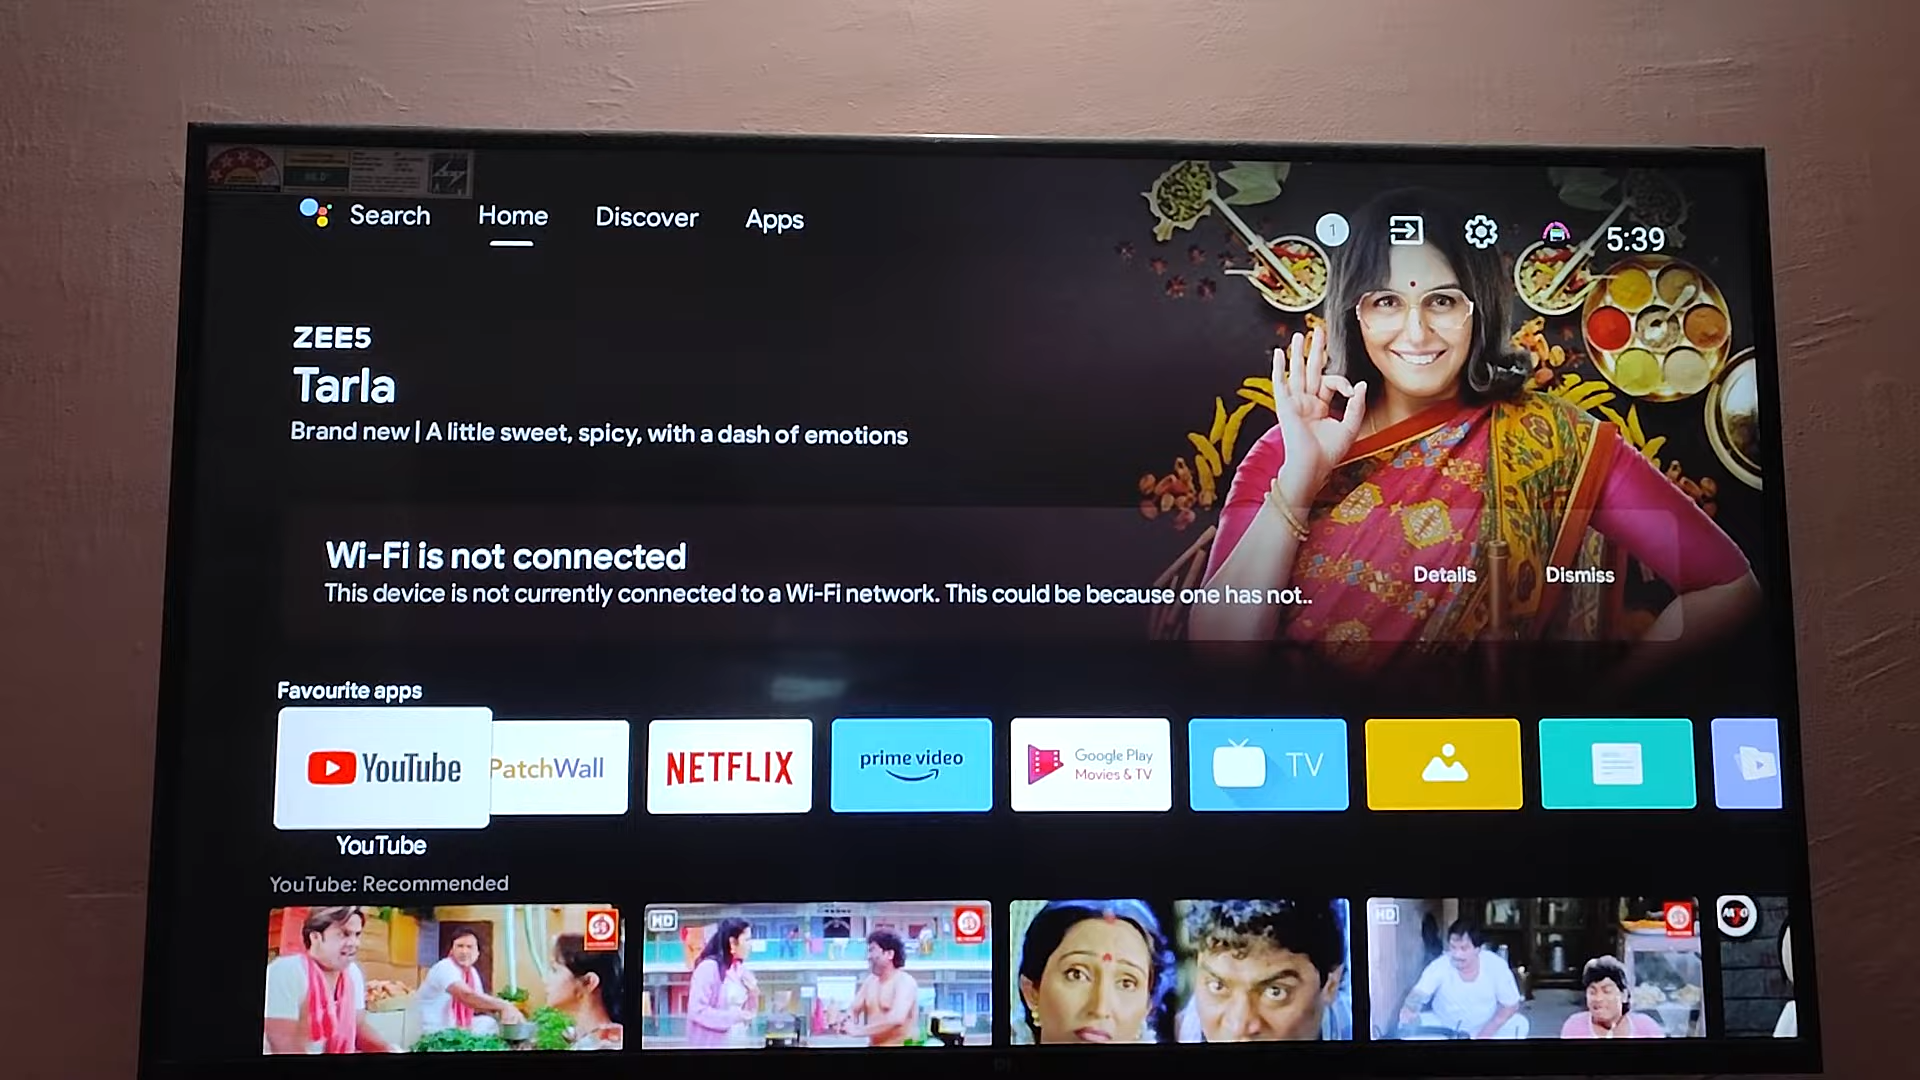 Search Home Discover Apps
1 5:39
ZEE5
Tarla
Brand new | A little sweet, spicy, with a dash of emotions
Wi-Fi is not connected
This device is not currently connected to a Wi-Fi network. This could be because one has not..
Details Dismiss
Favourite apps
YouTube PatchWall NETFLIX prime video Google Play Movies & TV TV
YouTube
YouTube: Recommended
HD HD